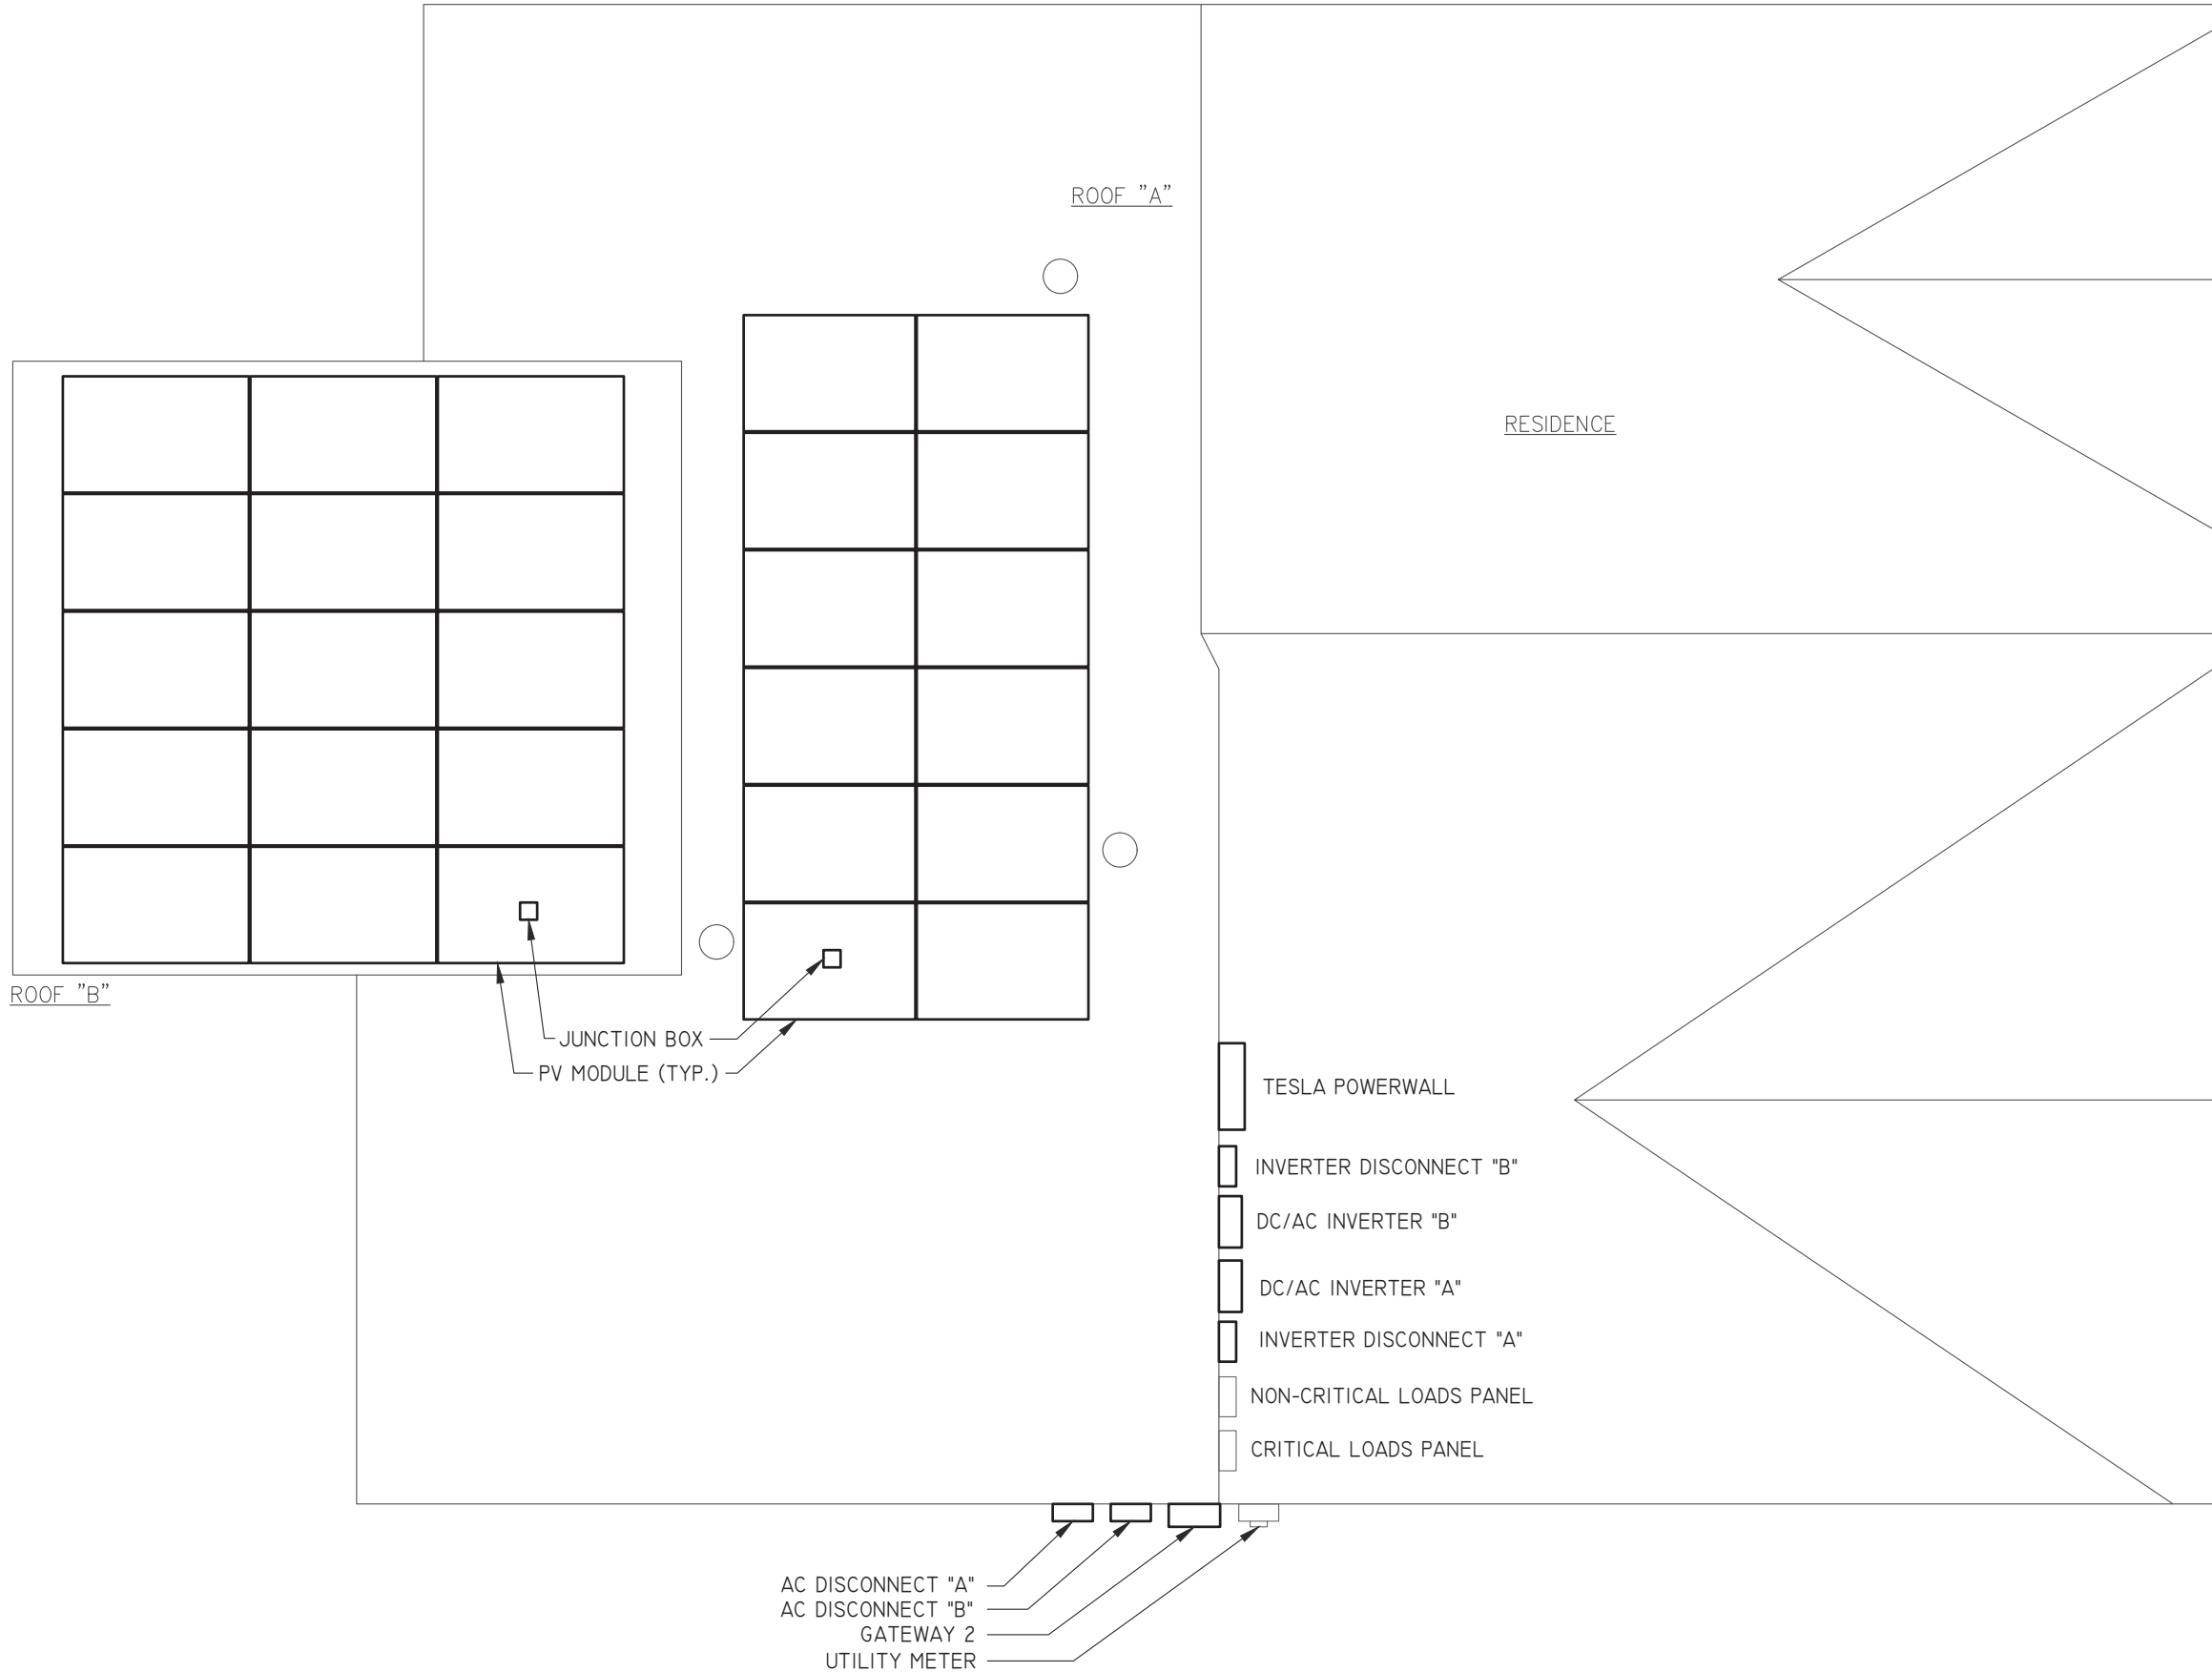 ROOF "A"
RESIDENCE
ROOF "B"
JUNCTION BOX
PV MODULE (TYP.)
TESLA POWERWALL
INVERTER DISCONNECT "B"
DC/AC INVERTER "B"
DC/AC INVERTER "A"
INVERTER DISCONNECT "A"
NON-CRITICAL LOADS PANEL
CRITICAL LOADS PANEL
AC DISCONNECT "A"
AC DISCONNECT "B"
GATEWAY 2
UTILITY METER